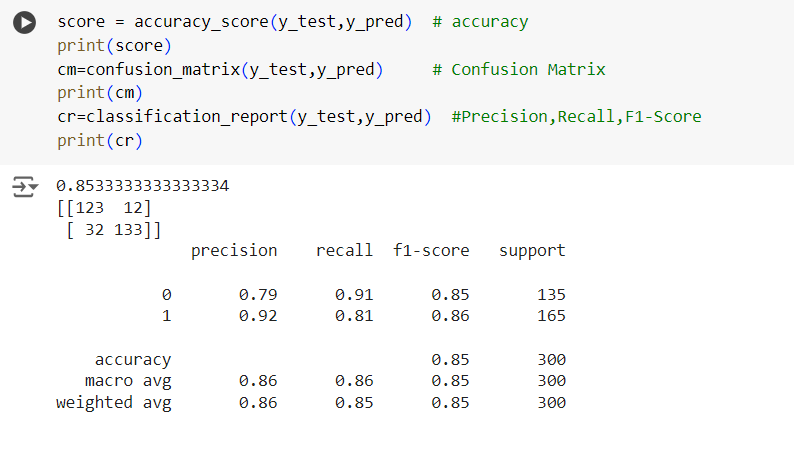 score = accuracy_score(y_test,y_pred)  # accuracy
print(score)
cm=confusion_matrix(y_test,y_pred)     # Confusion Matrix
print(cm)
cr=classification_report(y_test,y_pred)  #Precision,Recall,F1-Score
print(cr)
0.8533333333333334
[[123  12]
 [ 32 133]]
              precision    recall  f1-score   support

           0       0.79      0.91      0.85       135
           1       0.92      0.81      0.86       165

    accuracy                           0.85       300
   macro avg       0.86      0.86      0.85       300
weighted avg       0.86      0.85      0.85       300